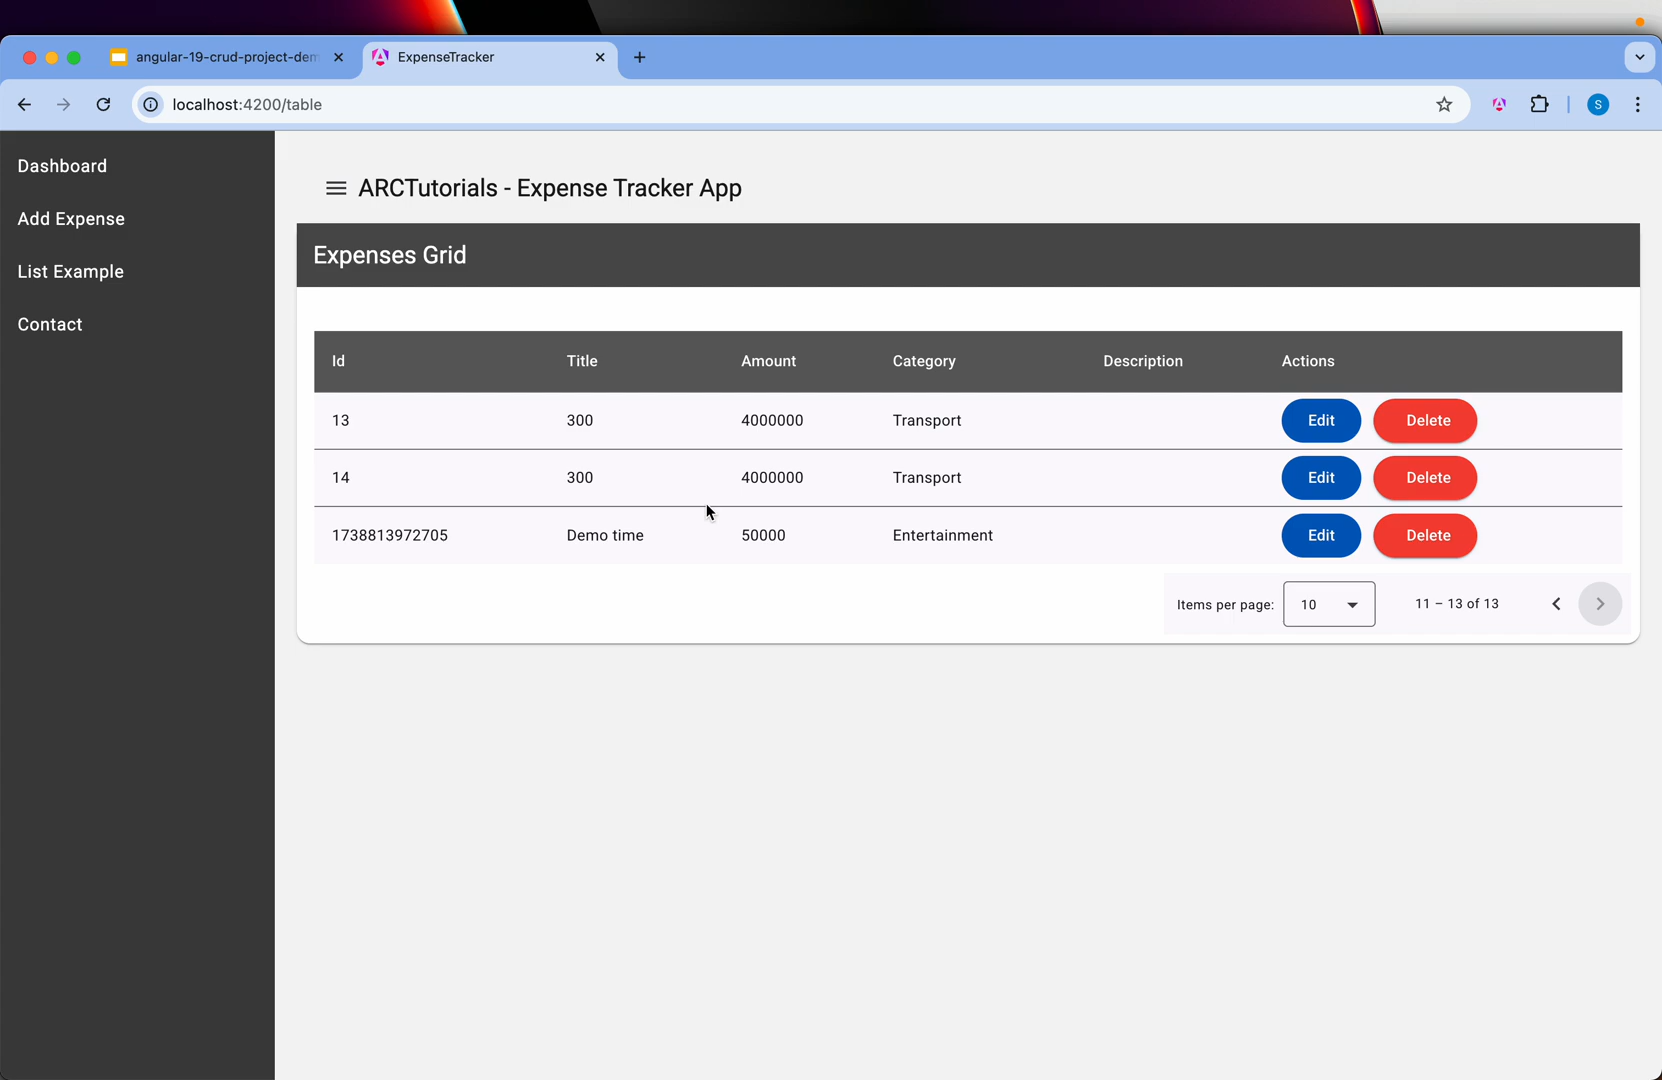 angular-19-crud-project-dem
ExpenseTracker
localhost:4200/table
S
Dashboard
Add Expense
List Example
Contact
ARCTutorials - Expense Tracker App
Expenses Grid
Id Title Amount Category Description Actions
13 300 4000000 Transport Edit Delete
14 300 4000000 Transport Edit Delete
1738813972705 Demo time 50000 Entertainment Edit Delete
Items per page: 10 11 – 13 of 13